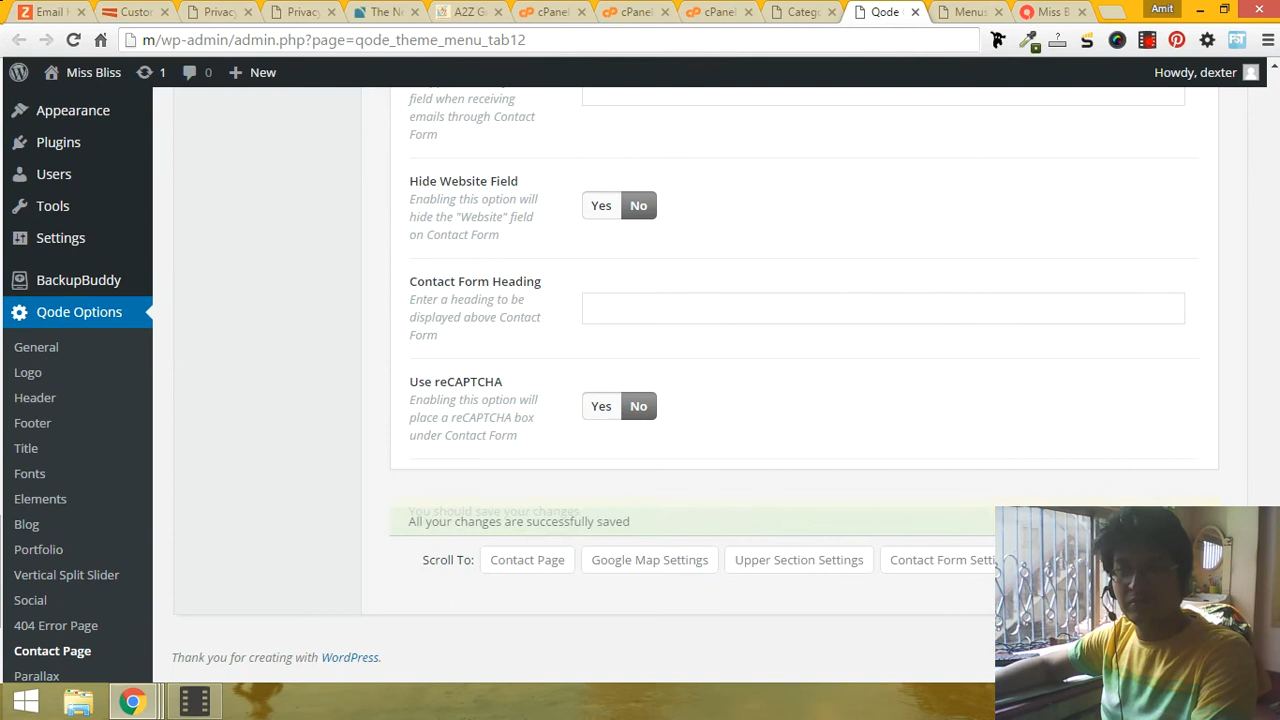 Email H
Custor
Privacy
Privacy
The Ne
A2Z Gr
cPanel
cPanel
cPanel
Catego
Qode
Menus
Miss B
Amit
m/wp-admin/admin.php?page=qode_theme_menu_tab12
Miss Bliss 1 0 New Howdy, dexter
Appearance
Plugins
Users
Tools
Settings
BackupBuddy
Qode Options
General
Logo
Header
Footer
Title
Fonts
Elements
Blog
Portfolio
Vertical Split Slider
Social
404 Error Page
Contact Page
Parallax
field when receiving
emails through Contact
Form
Hide Website Field
Enabling this option will
hide the "Website" field
on Contact Form
Yes No
Contact Form Heading
Enter a heading to be
displayed above Contact
Form
Use reCAPTCHA
Enabling this option will
place a reCAPTCHA box
under Contact Form
Yes No
You should save your changes
All your changes are successfully saved
Scroll To: Contact Page Google Map Settings Upper Section Settings Contact Form Setti
Thank you for creating with WordPress.